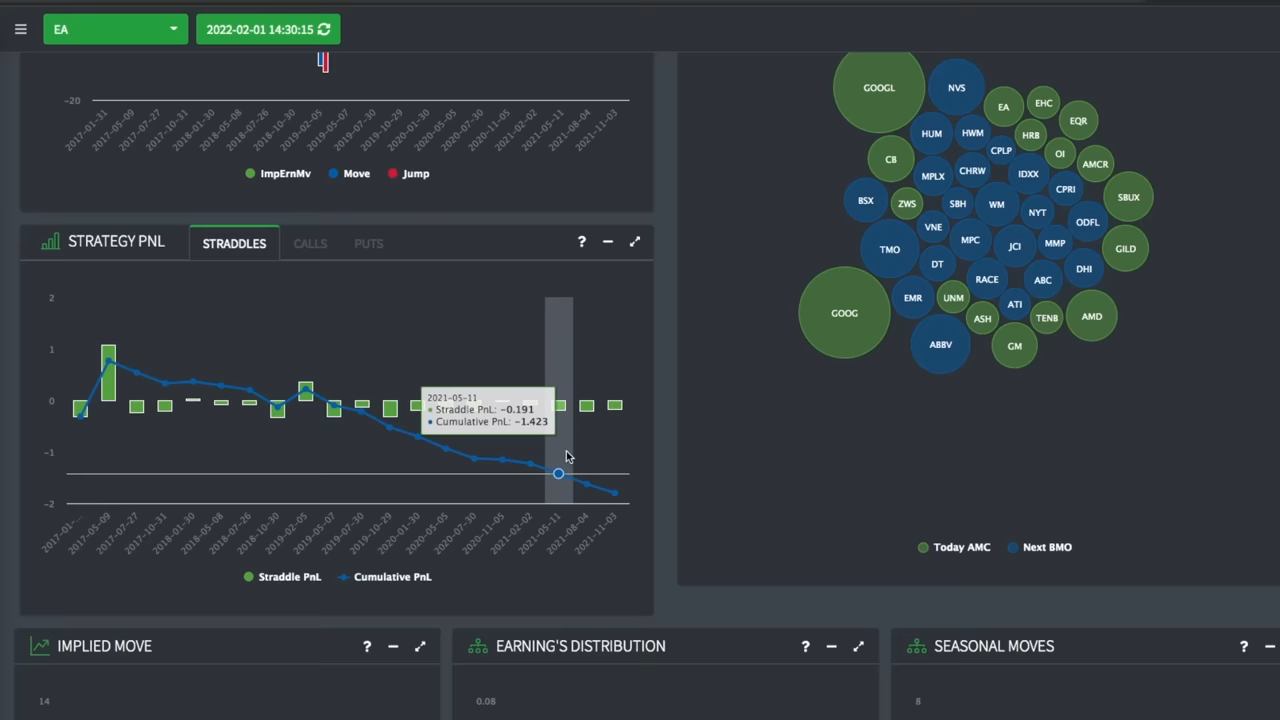 EA
2022-02-01 14:30:15
-20
2017-01-31
2017-05-09
2017-07-27
2017-10-31
2018-01-30
2018-05-08
2018-07-26
2018-10-30
2019-02-05
2019-05-07
2019-07-30
2019-10-29
2020-01-30
2020-05-05
2020-07-30
2020-11-05
2021-02-02
2021-05-11
2021-08-04
2021-11-03
ImpErnMv Move Jump
STRATEGY PNL STRADDLES CALLS PUTS ?
2
1
0
-1
-2
2021-05-11
Straddle PnL: -0.191
Cumulative PnL: -1.423
2017-01-...
2017-05-09
2017-07-27
2017-10-31
2018-01-30
2018-05-08
2018-07-26
2018-10-30
2019-02-05
2019-05-07
2019-07-30
2019-10-29
2020-01-30
2020-05-05
2020-07-30
2020-11-05
2021-02-02
2021-05-11
2021-08-04
2021-11-03
Straddle PnL Cumulative PnL
GOOGL
NVS
EA
EHC
EQR
HUM
HWM
HRB
CPLP
OI
CB
AMCR
MPLX
CHRW
IDXX
CPRI
BSX
ZWS
SBH
WM
NYT
SBUX
VNE
ODFL
TMO
MPC
JCI
MMP
GILD
DT
RACE
ABC
DHI
EMR
UNM
ATI
GOOG
ASH
TENB
AMD
ABBV
GM
Today AMC Next BMO
IMPLIED MOVE ?
14
EARNING'S DISTRIBUTION ?
0.08
SEASONAL MOVES ?
8